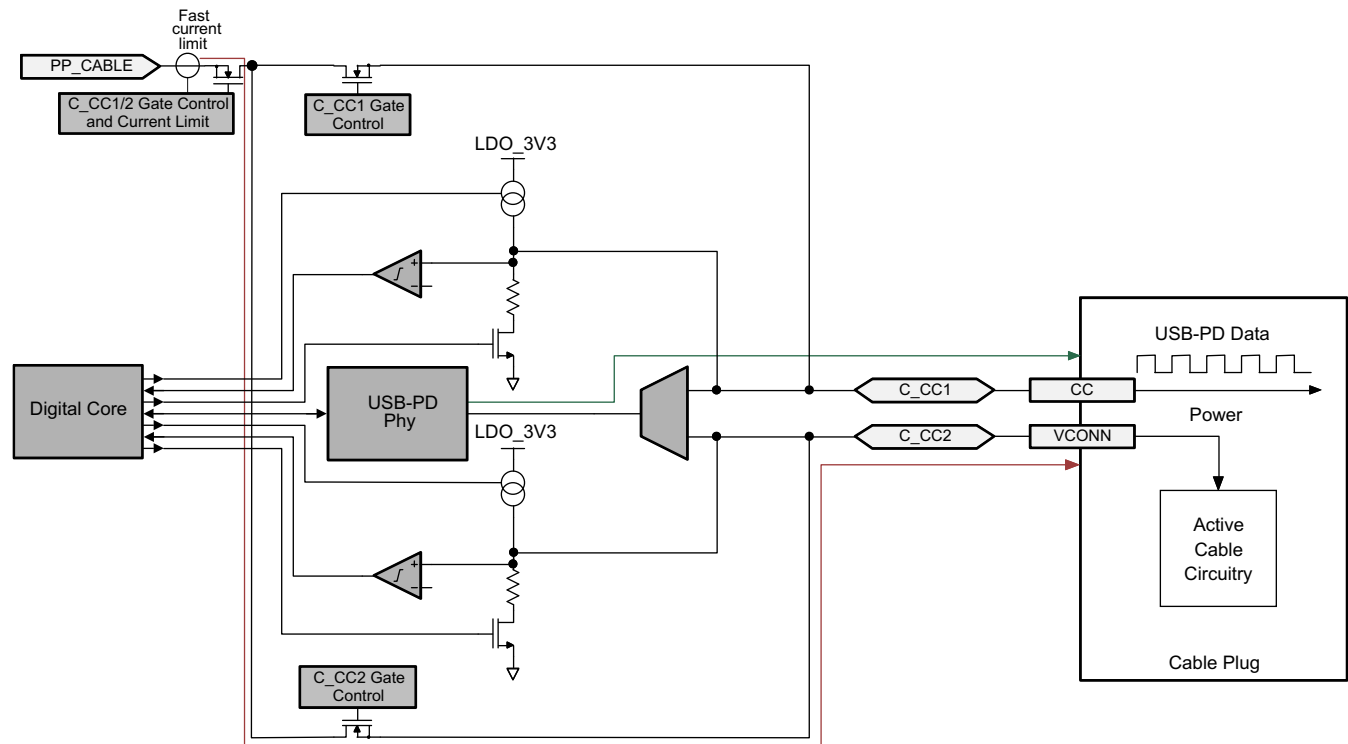 Fast
current
limit
PP_CABLE
C_CC1/2 Gate Control
and Current Limit
C_CC1 Gate
Control
LDO_3V3
+
−
Digital Core
USB-PD
Phy
LDO_3V3
+
−
C_CC2 Gate
Control
C_CC1
C_CC2
CC
VCONN
USB-PD Data
Power
Active
Cable
Circuitry
Cable Plug